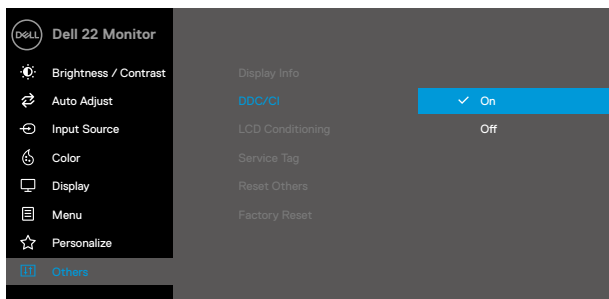 DELL
Dell 22 Monitor
Brightness / Contrast
Auto Adjust
Input Source
Color
Display
Menu
Personalize
Others
Display Info
DDC/CI
LCD Conditioning
Service Tag
Reset Others
Factory Reset
On
Off